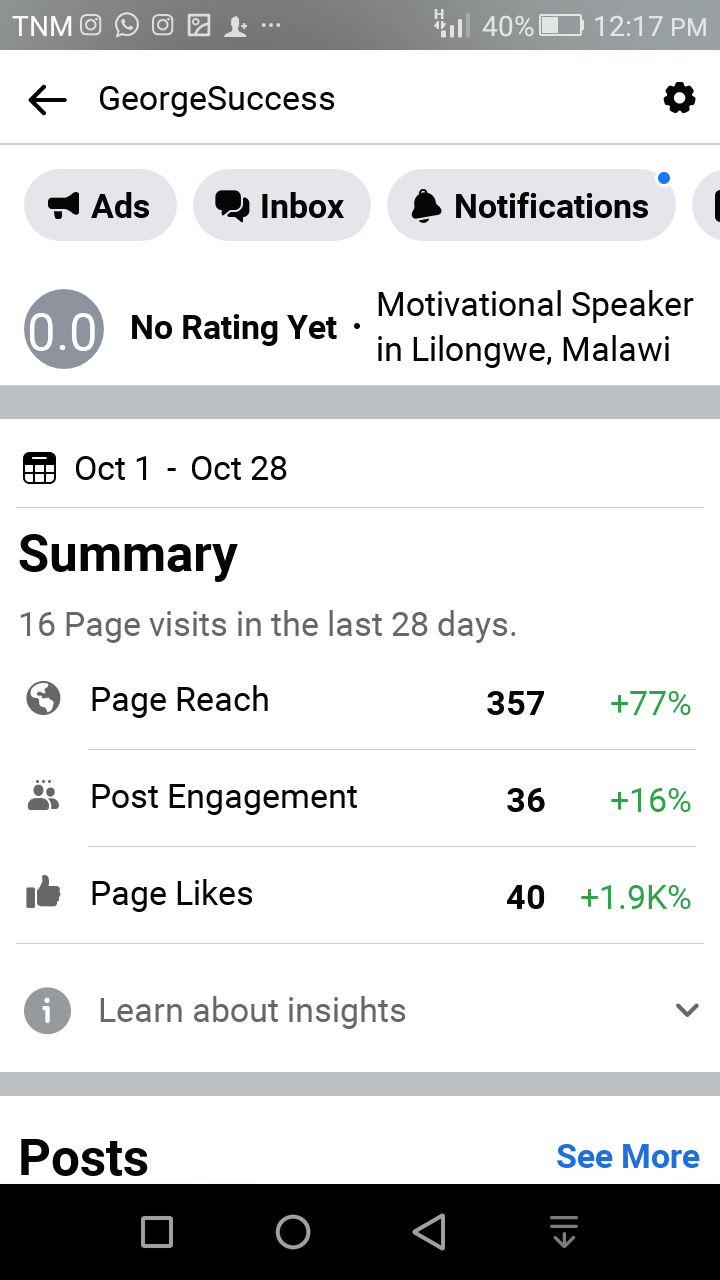 TNM ... H 40% 12:17 PM
GeorgeSuccess
Ads Inbox Notifications
0.0 No Rating Yet · Motivational Speaker
in Lilongwe, Malawi
Oct 1 - Oct 28
Summary
16 Page visits in the last 28 days.
Page Reach 357 +77%
Post Engagement 36 +16%
Page Likes 40 +1.9K%
Learn about insights
Posts See More